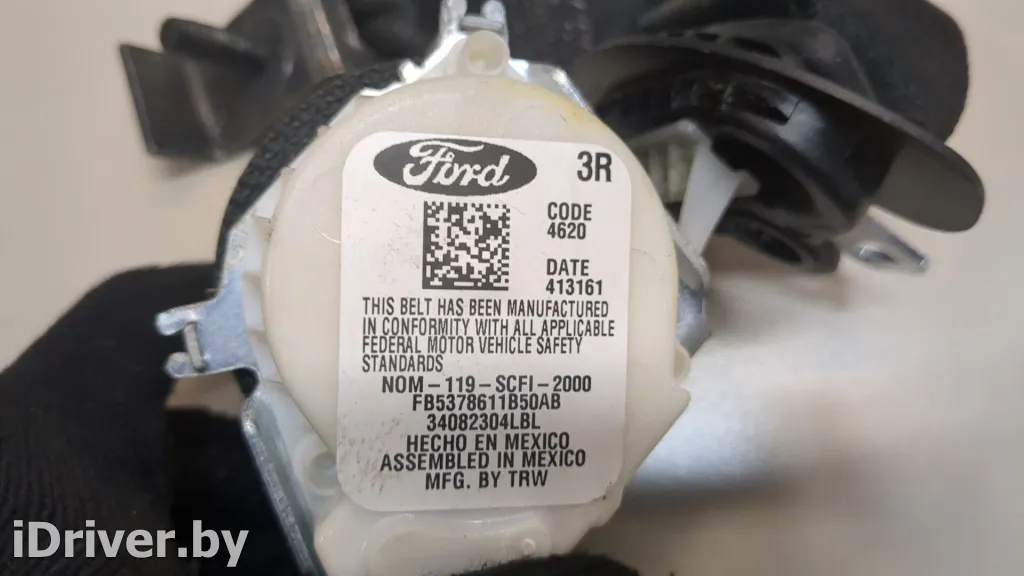 Ford
3R
CODE
4620
DATE
413161
THIS BELT HAS BEEN MANUFACTURED
IN CONFORMITY WITH ALL APPLICABLE
FEDERAL MOTOR VEHICLE SAFETY
STANDARDS
NOM-119-SCFI-2000
FB5378611B50AB
34082304LBL
HECHO EN MEXICO
ASSEMBLED IN MEXICO
MFG. BY TRW
iDriver.by